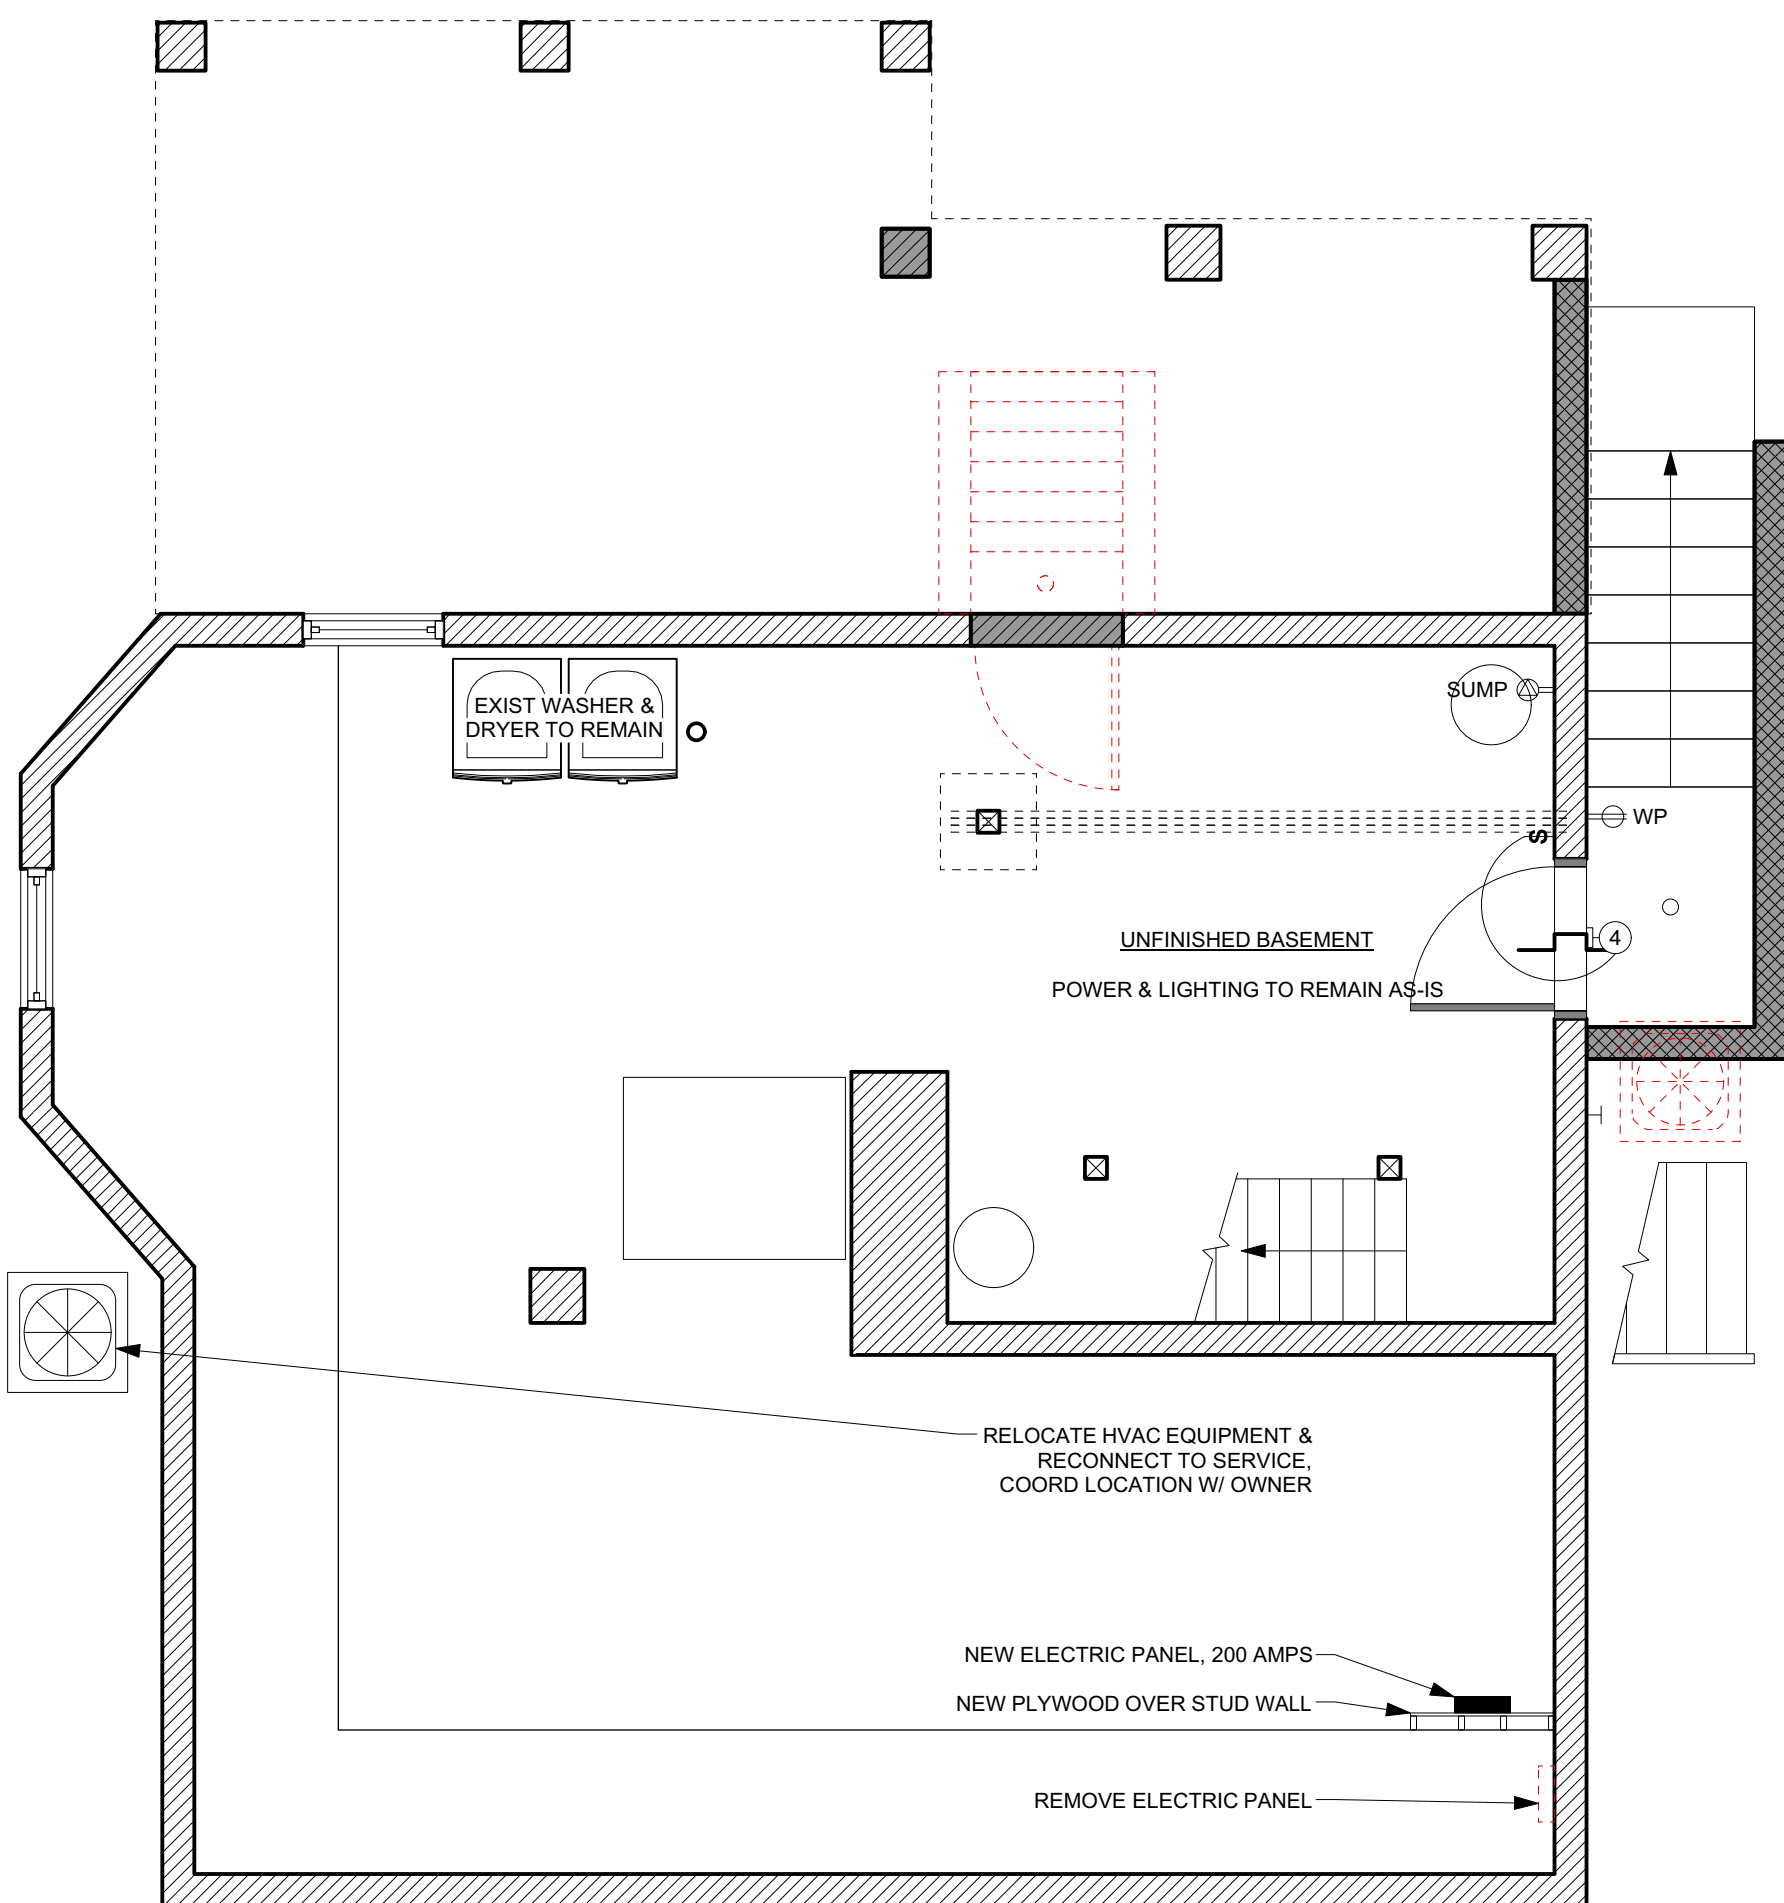 EXIST WASHER &
DRYER TO REMAIN
SUMP
WP
S
4
UNFINISHED BASEMENT
POWER & LIGHTING TO REMAIN AS-IS
RELOCATE HVAC EQUIPMENT &
RECONNECT TO SERVICE,
COORD LOCATION W/ OWNER
NEW ELECTRIC PANEL, 200 AMPS
NEW PLYWOOD OVER STUD WALL
REMOVE ELECTRIC PANEL